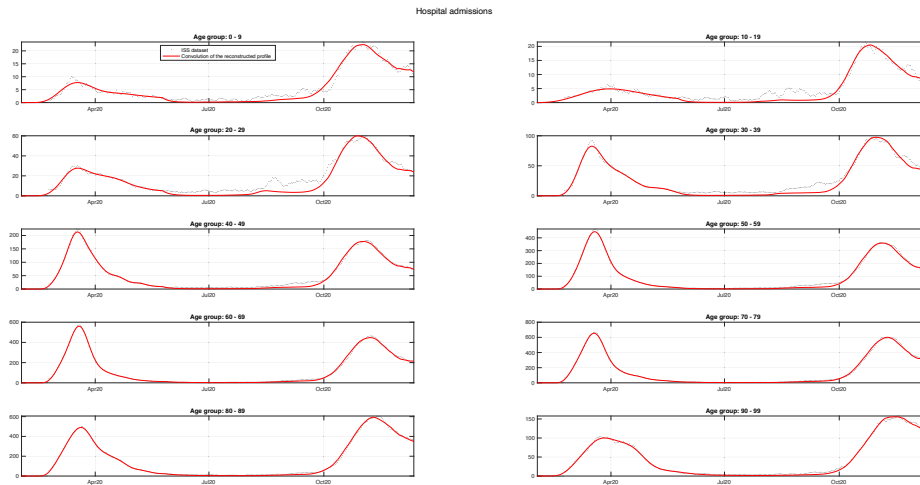 Hospital admissions
Age group: 0 - 9
ISS dataset
Convolution of the reconstructed profile
20
15
10
5
0
Apr20
Jul20
Oct20
Age group: 10 - 19
20
15
10
5
0
Apr20
Jul20
Oct20
Age group: 20 - 29
60
40
20
0
Apr20
Jul20
Oct20
Age group: 30 - 39
100
50
0
Apr20
Jul20
Oct20
Age group: 40 - 49
200
150
100
50
0
Apr20
Jul20
Oct20
Age group: 50 - 59
400
300
200
100
0
Apr20
Jul20
Oct20
Age group: 60 - 69
600
400
200
0
Apr20
Jul20
Oct20
Age group: 70 - 79
800
600
400
200
0
Apr20
Jul20
Oct20
Age group: 80 - 89
600
400
200
0
Apr20
Jul20
Oct20
Age group: 90 - 99
150
100
50
0
Apr20
Jul20
Oct20